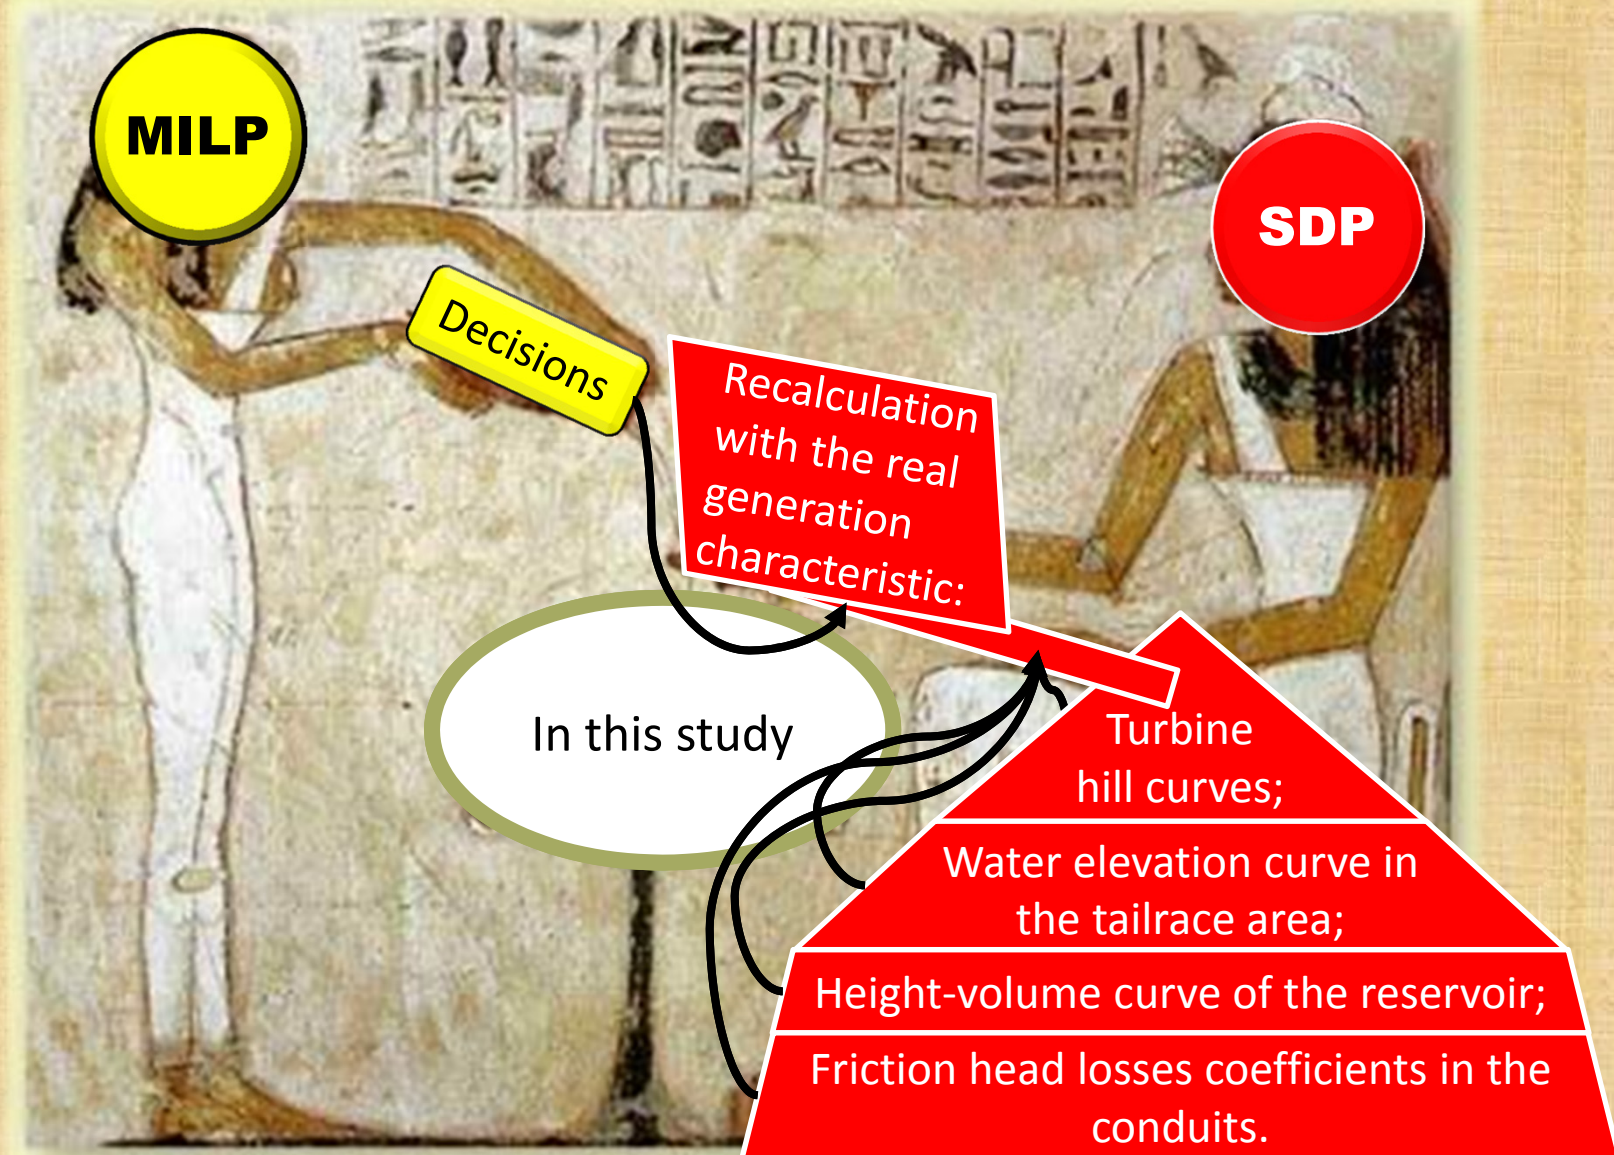 MILP
SDP
Decisions
Recalculation
with the real
generation
characteristic:
In this study
Turbine
hill curves;
Water elevation curve in
the tailrace area;
Height-volume curve of the reservoir;
Friction head losses coefficients in the
conduits.